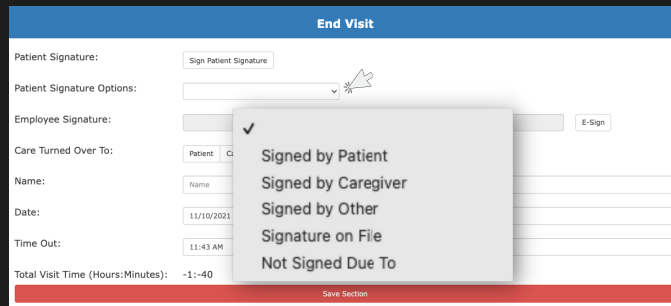 End Visit
Patient Signature:
Sign Patient Signature
Patient Signature Options:
Employee Signature:
E-Sign
Signed by Patient
Signed by Caregiver
Signed by Other
Signature on File
Not Signed Due To
Care Turned Over To:
Patient
Name:
Name
Date:
11/10/2021
Time Out:
11:43 AM
Total Visit Time (Hours:Minutes):
-1:-40
Save Section